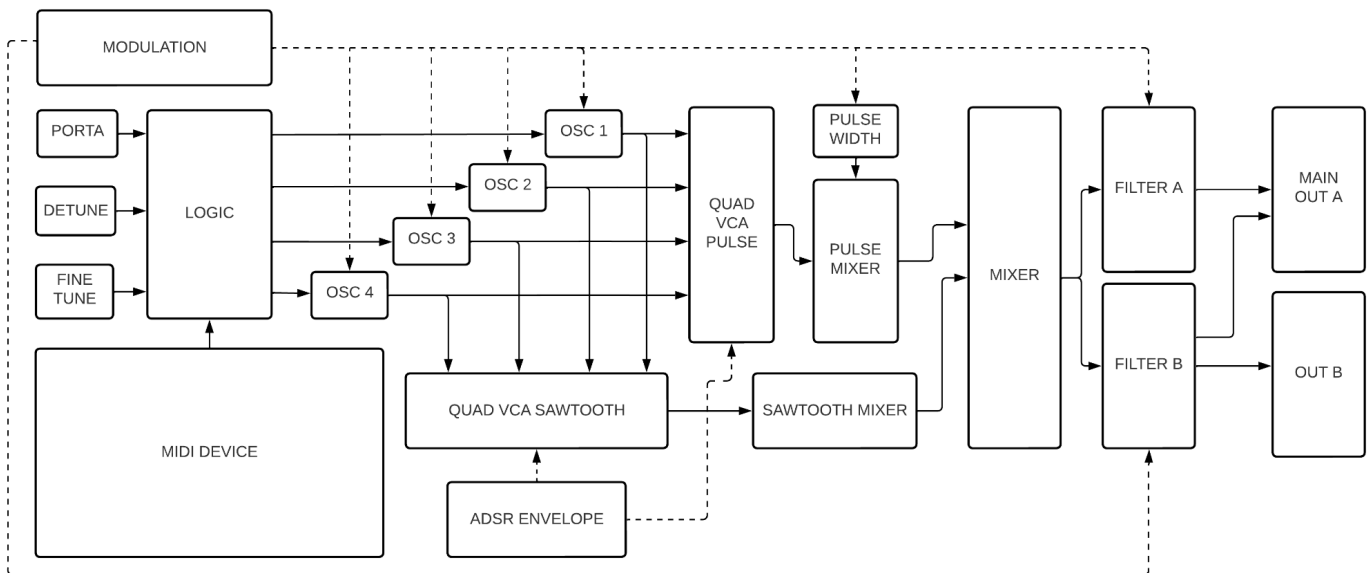 MODULATION
PORTA
DETUNE
FINE
TUNE
LOGIC
MIDI DEVICE
OSC 1
OSC 2
OSC 3
OSC 4
QUAD
VCA
PULSE
PULSE
WIDTH
PULSE
MIXER
QUAD VCA SAWTOOTH
SAWTOOTH MIXER
ADSR ENVELOPE
MIXER
FILTER A
FILTER B
MAIN
OUT A
OUT B